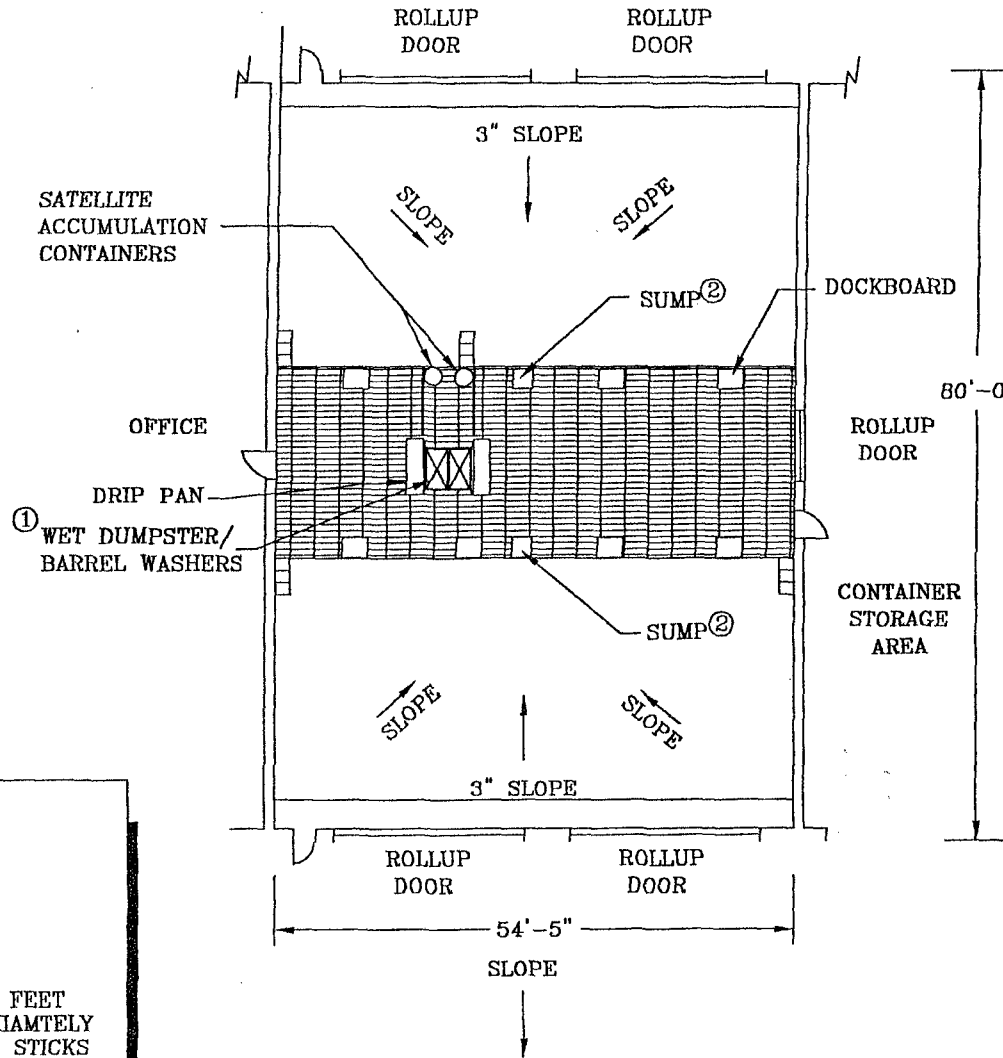 ROLLUP
DOOR
ROLLUP
DOOR
3" SLOPE
SLOPE
SLOPE
SATELLITE
ACCUMULATION
CONTAINERS
SUMP②
DOCKBOARD
80'-0
OFFICE
ROLLUP
DOOR
DRIP PAN
① WET DUMPSTER/
BARREL WASHERS
CONTAINER
STORAGE
AREA
SUMP②
SLOPE
SLOPE
3" SLOPE
ROLLUP
DOOR
ROLLUP
DOOR
54'-5"
SLOPE
FEET
IAMTELY
STICKS